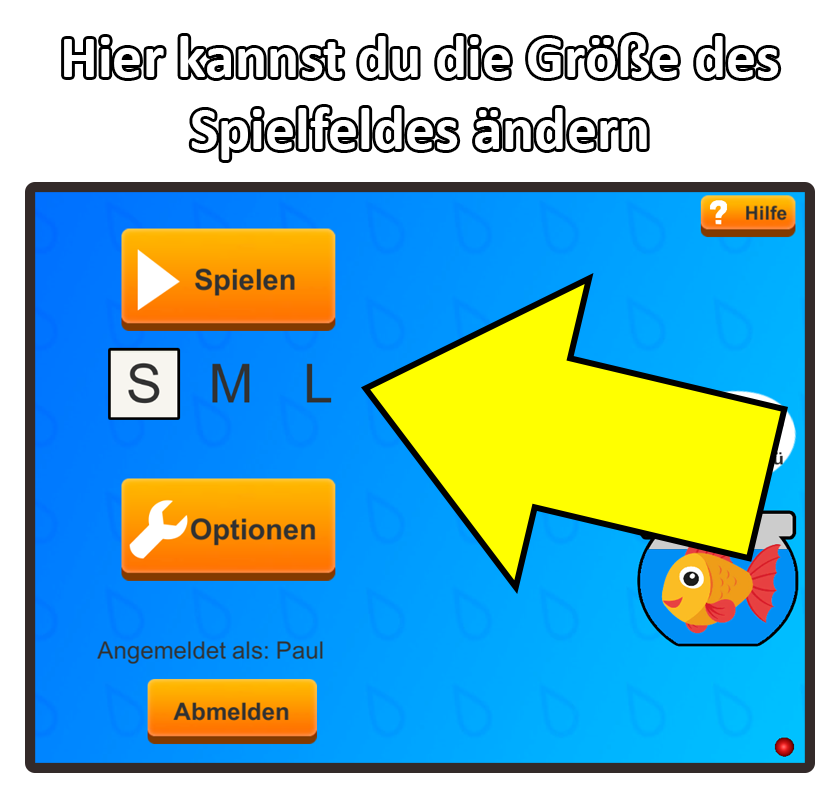 Hier kannst du die Größe des
Spielfeldes ändern
? Hilfe
Spielen
S M L
Optionen
Angemeldet als: Paul
Abmelden